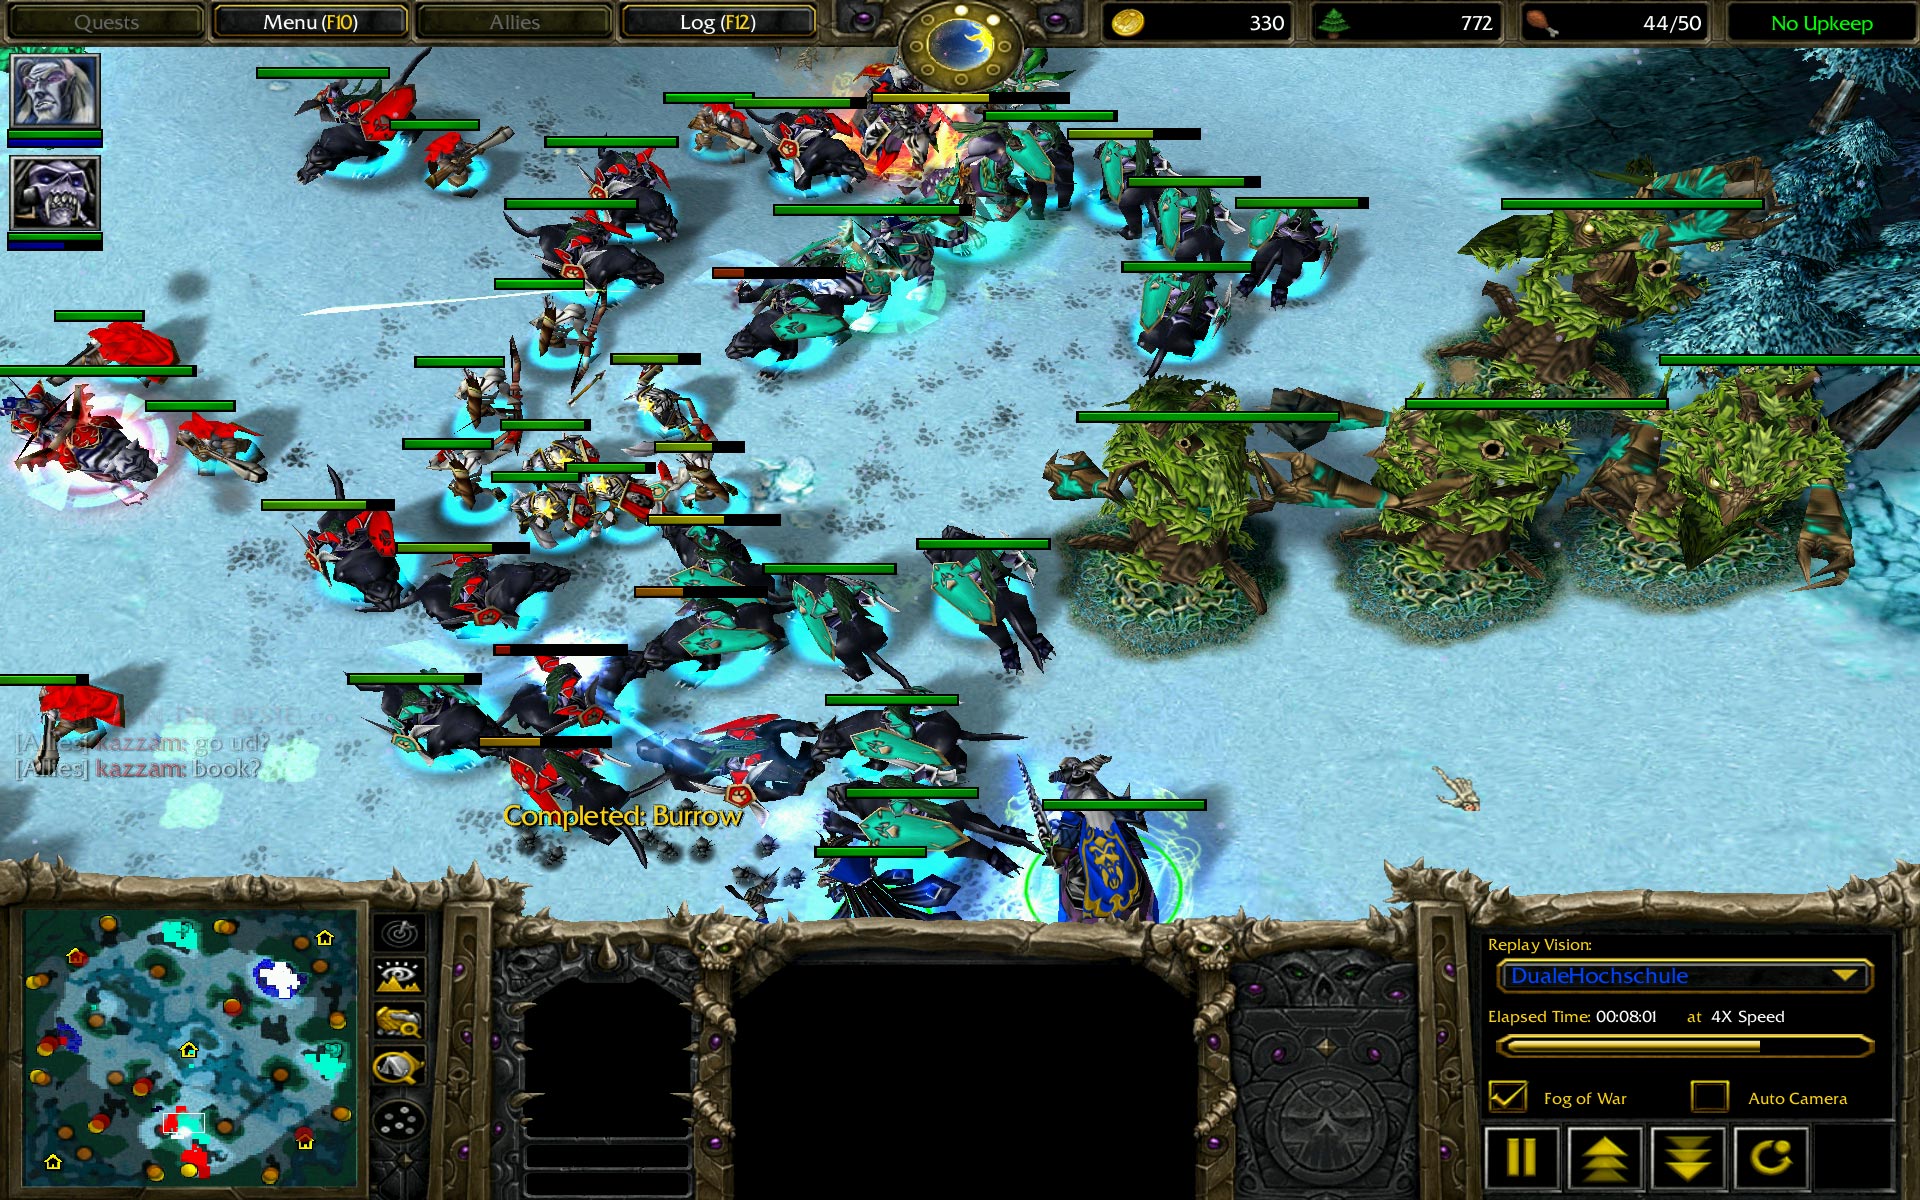 Quests
Menu (F10)
Allies
Log (F12)
330
772
44/50
No Upkeep
[Allies] kazzam: go ud?
[Allies] kazzam: book?
Completed: Burrow
Replay Vision:
DualeHochschule
Elapsed Time: 00:08:01 at 4X Speed
Fog of War
Auto Camera